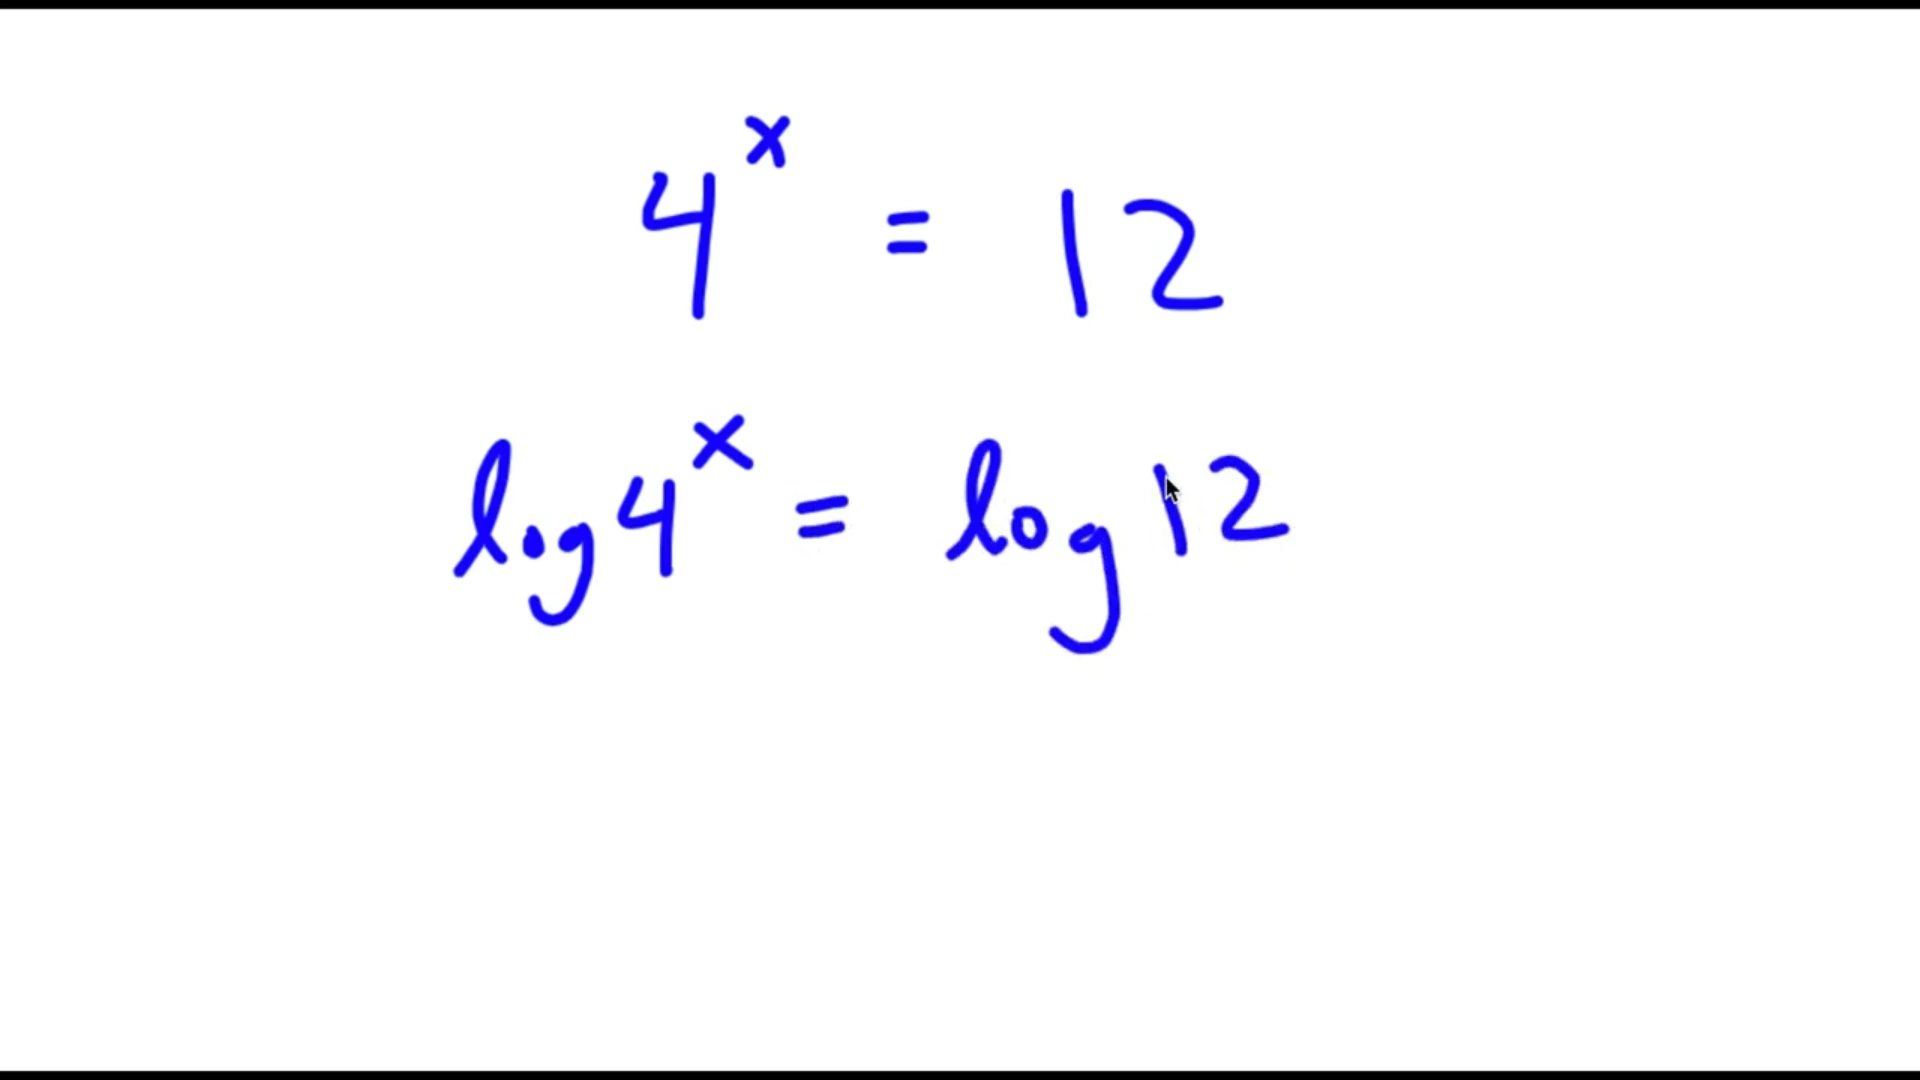 4^x = 12
log 4^x = log 12